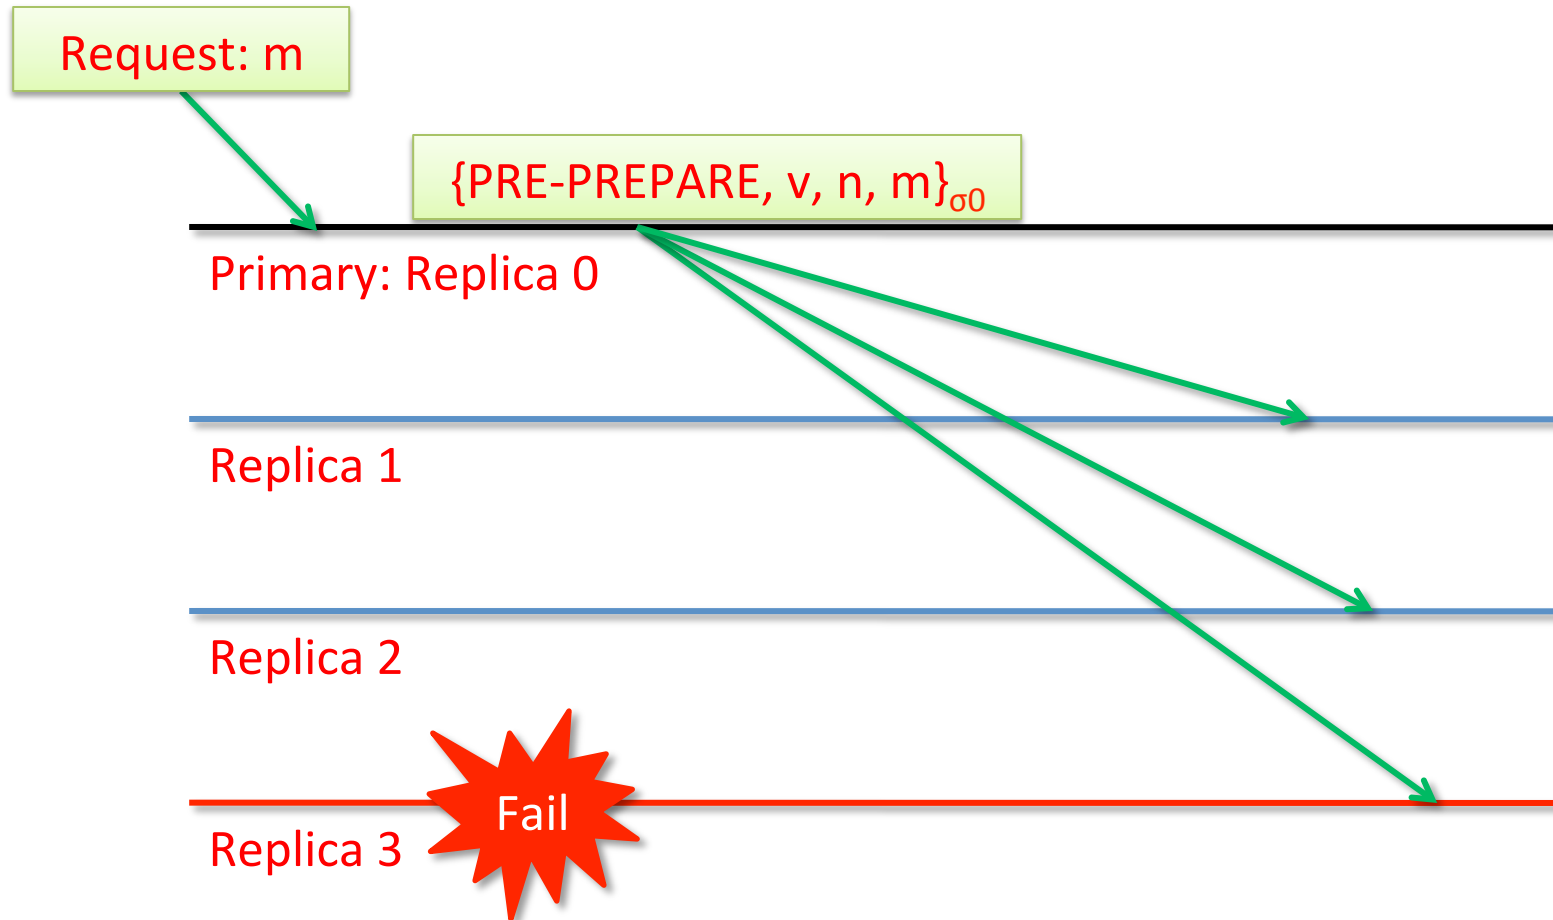 Request: m
{PRE-PREPARE, v, n, m}σ0
Primary: Replica 0
Replica 1
Replica 2
Fail
Replica 3